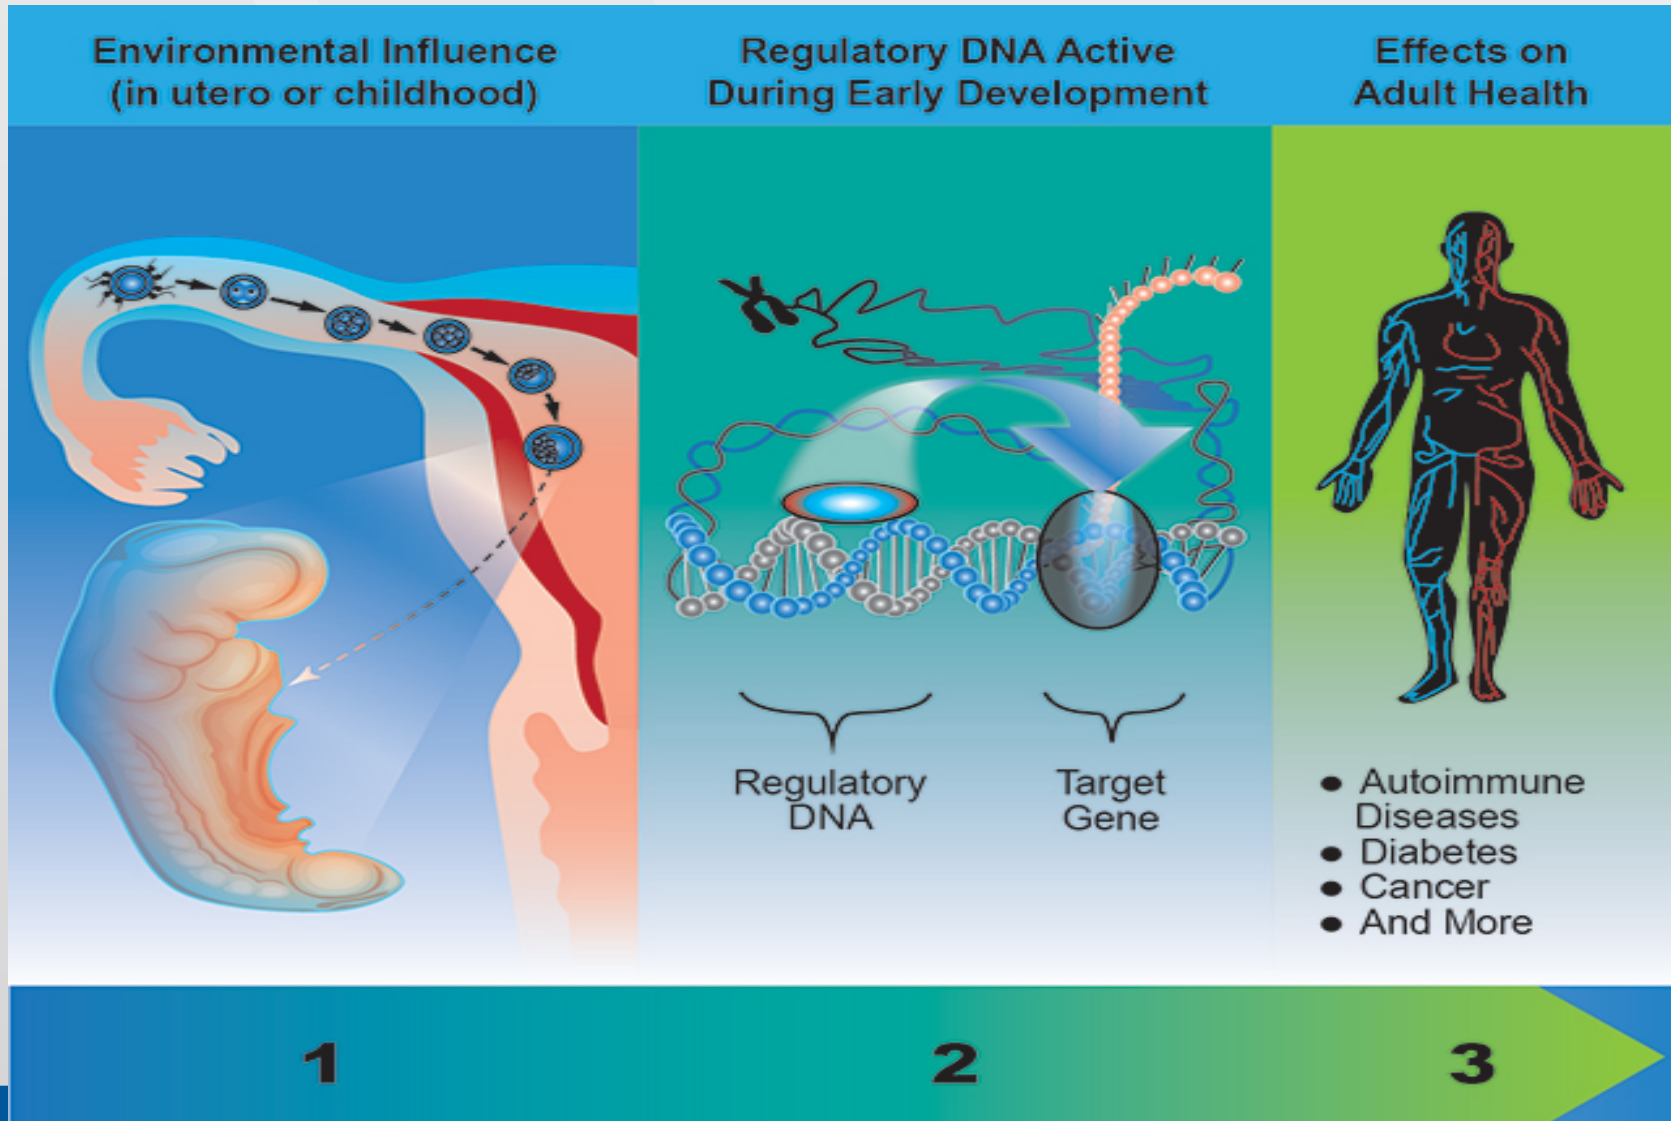 Environmental Influence
(in utero or childhood)
Regulatory DNA Active
During Early Development
Effects on
Adult Health
Regulatory
DNA
Target
Gene
● Autoimmune
Diseases
● Diabetes
● Cancer
● And More
1
2
3